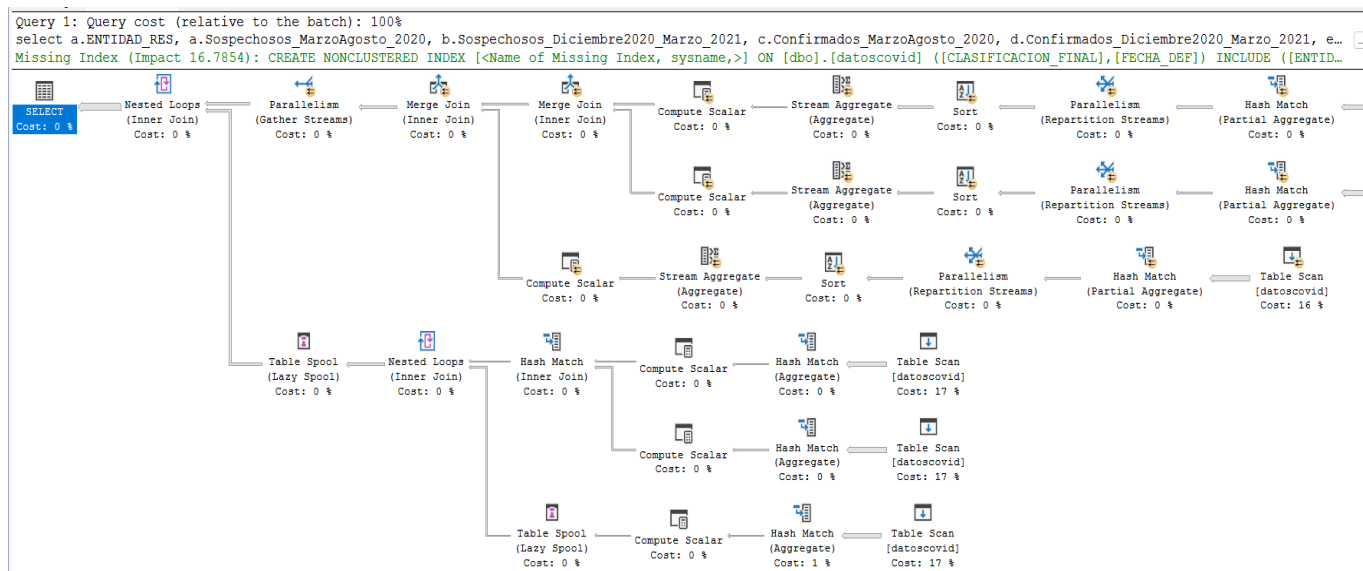 Query 1: Query cost (relative to the batch): 100%
select a.ENTIDAD_RES, a.Sospechosos_MarzoAgosto_2020, b.Sospechosos_Diciembre2020_Marzo_2021, c.Confirmados_MarzoAgosto_2020, d.Confirmados_Diciembre2020_Marzo_2021, e…
Missing Index (Impact 16.7854): CREATE NONCLUSTERED INDEX [<Name of Missing Index, sysname,>] ON [dbo].[datoscovid] ([CLASIFICACION_FINAL],[FECHA_DEF]) INCLUDE ([ENTID…
SELECT
Cost: 0 %
Nested Loops
(Inner Join)
Cost: 0 %
Parallelism
(Gather Streams)
Cost: 0 %
Merge Join
(Inner Join)
Cost: 0 %
Merge Join
(Inner Join)
Cost: 0 %
Compute Scalar
Cost: 0 %
Stream Aggregate
(Aggregate)
Cost: 0 %
Sort
Cost: 0 %
Parallelism
(Repartition Streams)
Cost: 0 %
Hash Match
(Partial Aggregate)
Cost: 0 %
Compute Scalar
Cost: 0 %
Stream Aggregate
(Aggregate)
Cost: 0 %
Sort
Cost: 0 %
Parallelism
(Repartition Streams)
Cost: 0 %
Hash Match
(Partial Aggregate)
Cost: 0 %
Compute Scalar
Cost: 0 %
Stream Aggregate
(Aggregate)
Cost: 0 %
Sort
Cost: 0 %
Parallelism
(Repartition Streams)
Cost: 0 %
Hash Match
(Partial Aggregate)
Cost: 0 %
Table Scan
[datoscovid]
Cost: 16 %
Table Spool
(Lazy Spool)
Cost: 0 %
Nested Loops
(Inner Join)
Cost: 0 %
Hash Match
(Inner Join)
Cost: 0 %
Compute Scalar
Cost: 0 %
Hash Match
(Aggregate)
Cost: 0 %
Table Scan
[datoscovid]
Cost: 17 %
Compute Scalar
Cost: 0 %
Hash Match
(Aggregate)
Cost: 0 %
Table Scan
[datoscovid]
Cost: 17 %
Table Spool
(Lazy Spool)
Cost: 0 %
Compute Scalar
Cost: 0 %
Hash Match
(Aggregate)
Cost: 1 %
Table Scan
[datoscovid]
Cost: 17 %